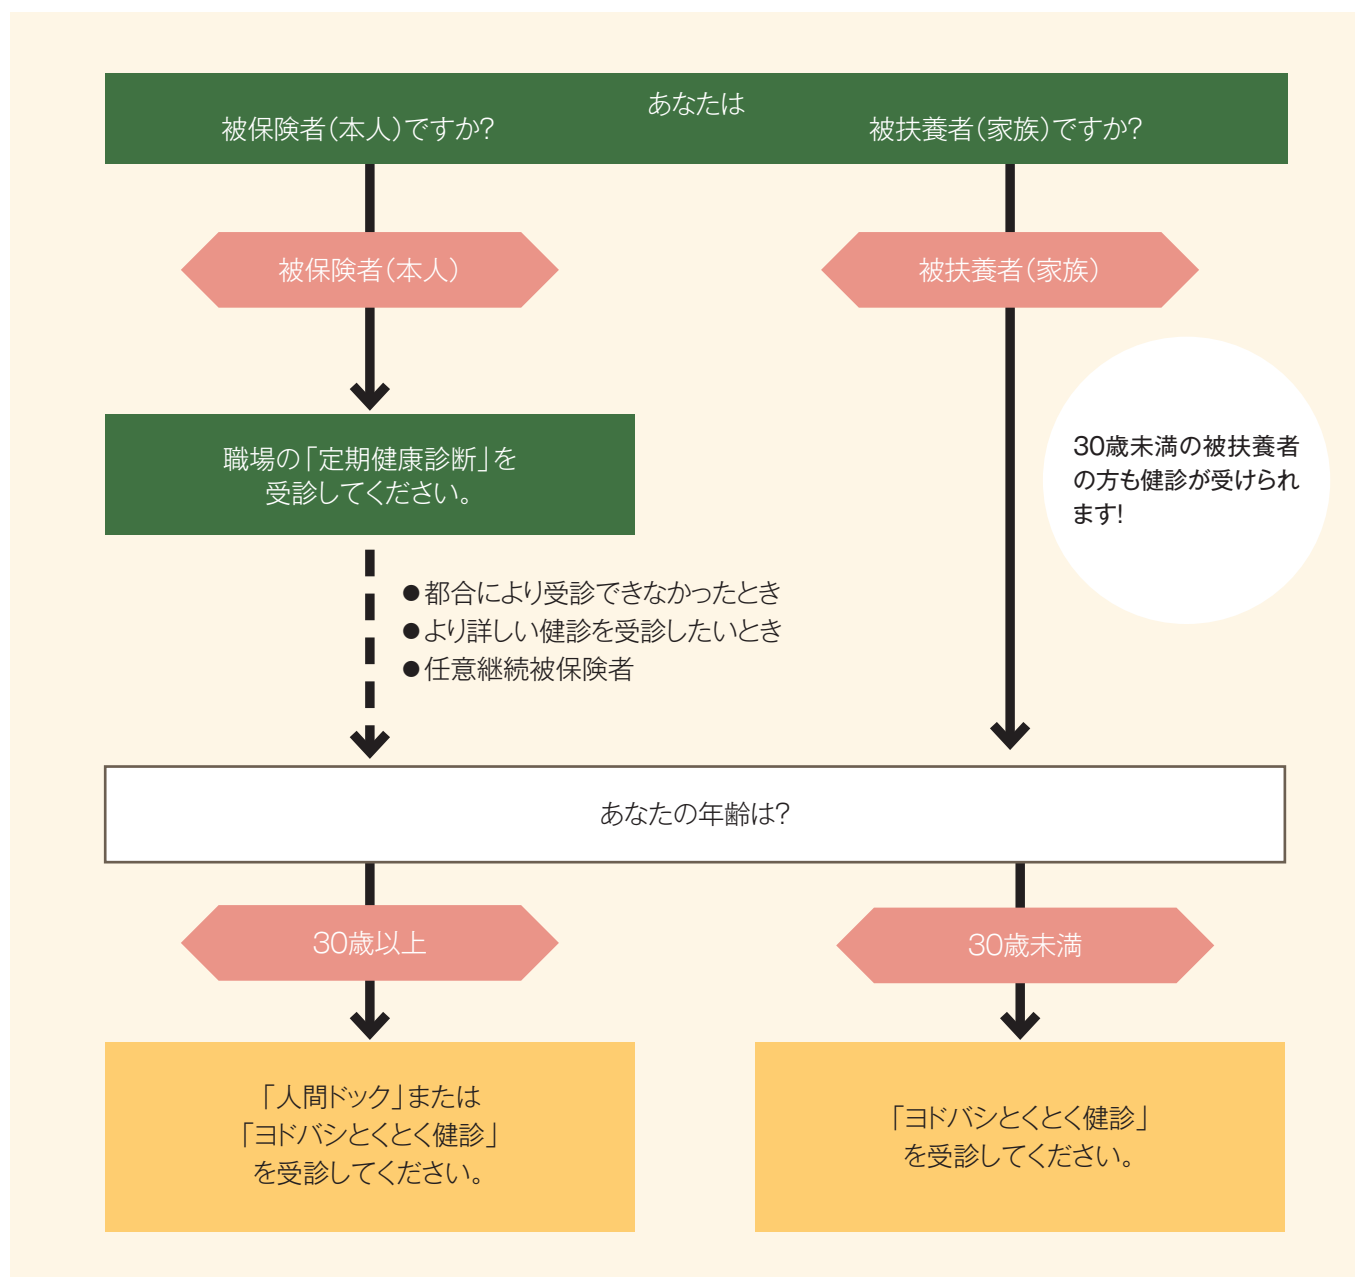 あなたは
被保険者(本人)ですか?
被扶養者(家族)ですか?
被保険者(本人)
被扶養者(家族)
職場の「定期健康診断」を
受診してください。
30歳未満の被扶養者
の方も健診が受けられ
ます!
●都合により受診できなかったとき
●より詳しい健診を受診したいとき
●任意継続被保険者
あなたの年齢は?
30歳以上
30歳未満
「人間ドック」または
「ヨドバシとくとく健診」
を受診してください。
「ヨドバシとくとく健診」
を受診してください。